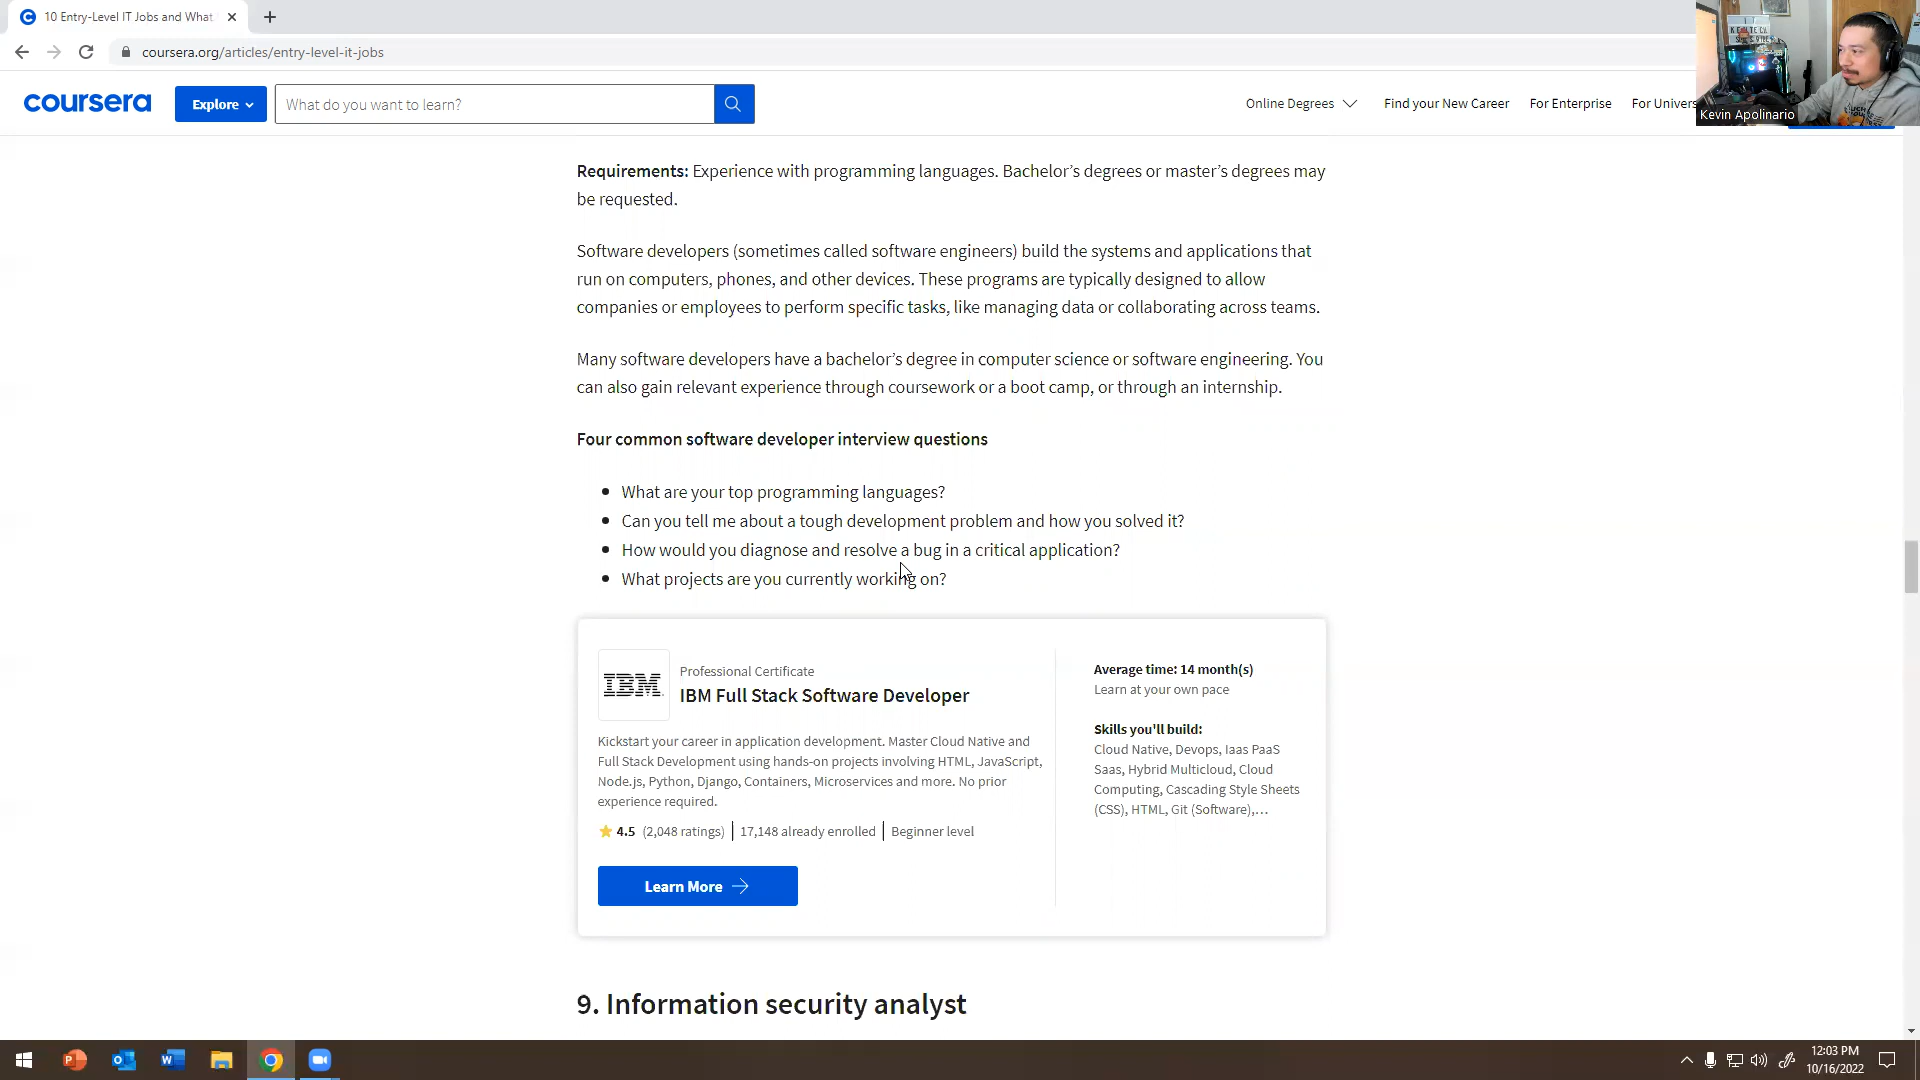 10 Entry-Level IT Jobs and What
coursera.org/articles/entry-level-it-jobs
coursera
Explore
What do you want to learn?
Online Degrees
Find your New Career
For Enterprise
For Univers
Kevin Apolinario
Requirements: Experience with programming languages. Bachelor’s degrees or master’s degrees may
be requested.
Software developers (sometimes called software engineers) build the systems and applications that
run on computers, phones, and other devices. These programs are typically designed to allow
companies or employees to perform specific tasks, like managing data or collaborating across teams.
Many software developers have a bachelor’s degree in computer science or software engineering. You
can also gain relevant experience through coursework or a boot camp, or through an internship.
Four common software developer interview questions
What are your top programming languages?
Can you tell me about a tough development problem and how you solved it?
How would you diagnose and resolve a bug in a critical application?
What projects are you currently working on?
IBM
Professional Certificate
IBM Full Stack Software Developer
Kickstart your career in application development. Master Cloud Native and
Full Stack Development using hands-on projects involving HTML, JavaScript,
Node.js, Python, Django, Containers, Microservices and more. No prior
experience required.
4.5 (2,048 ratings) | 17,148 already enrolled | Beginner level
Learn More
Average time: 14 month(s)
Learn at your own pace
Skills you'll build:
Cloud Native, Devops, Iaas PaaS
Saas, Hybrid Multicloud, Cloud
Computing, Cascading Style Sheets
(CSS), HTML, Git (Software),...
9. Information security analyst
12:03 PM
10/16/2022